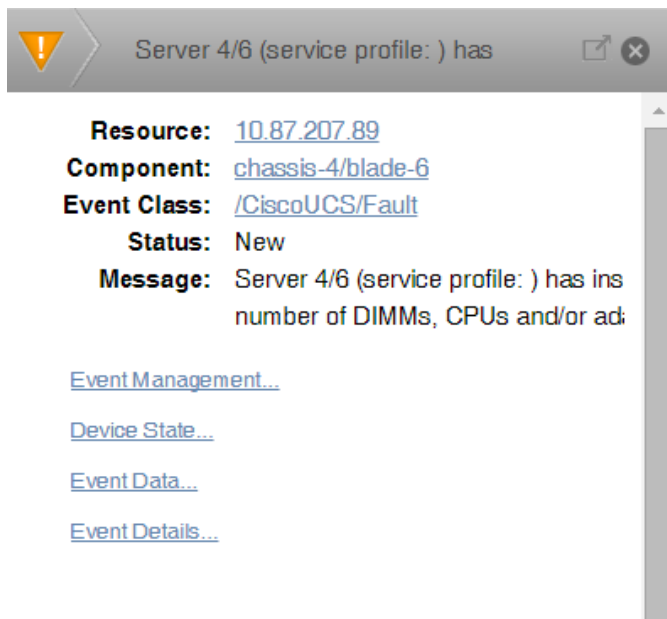 Server 4/6 (service profile: ) has
Resource: 10.87.207.89
Component: chassis-4/blade-6
Event Class: /CiscoUCS/Fault
Status: New
Message: Server 4/6 (service profile: ) has ins
number of DIMMs, CPUs and/or ada
Event Management...
Device State...
Event Data...
Event Details...